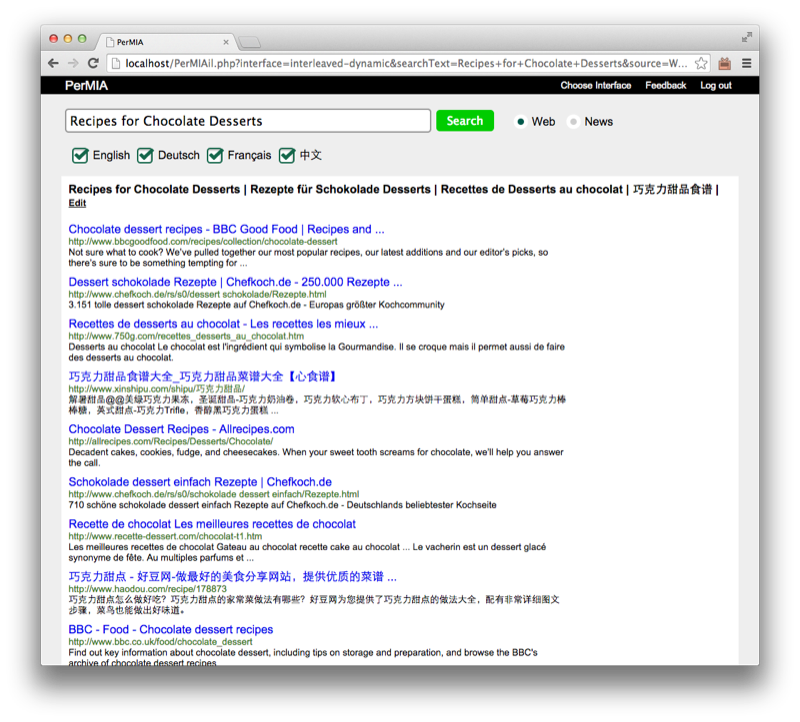 PerMIA
localhost/PerMIAil.php?interface=interleaved-dynamic&searchText=Recipes+for+Chocolate+Desserts&source=W...
PerMIA Choose Interface Feedback Log out
Recipes for Chocolate Desserts Search Web News
English Deutsch Français 中文
Recipes for Chocolate Desserts | Rezepte für Schokolade Desserts | Recettes de Desserts au chocolat | 巧克力甜品食谱 |
Edit
Chocolate dessert recipes - BBC Good Food | Recipes and ...
http://www.bbcgoodfood.com/recipes/collection/chocolate-dessert
Not sure what to cook? We've pulled together our most popular recipes, our latest additions and our editor's picks, so
there's sure to be something tempting for ...
Dessert schokolade Rezepte | Chefkoch.de - 250.000 Rezepte ...
http://www.chefkoch.de/rs/s0/dessert schokolade/Rezepte.html
3.151 tolle dessert schokolade Rezepte auf Chefkoch.de - Europas größter Kochcommunity
Recettes de desserts au chocolat - Les recettes les mieux ...
http://www.750g.com/recettes_desserts_au_chocolat.htm
Desserts au chocolat Le chocolat est l'ingrédient qui symbolise la Gourmandise. Il se croque mais il permet aussi de faire
des desserts au chocolat.
巧克力甜品食谱大全_巧克力甜品菜谱大全【心食谱】
http://www.xinshipu.com/shipu/巧克力甜品/
解暑甜品@@美绿巧克力果冻，圣诞甜品-巧克力奶油卷，巧克力软心布丁，巧克力方块饼干蛋糕，简单甜点-草莓巧克力棒
棒糖，英式甜点-巧克力Trifle，香醇黑巧克力蛋糕 ...
Chocolate Dessert Recipes - Allrecipes.com
http://allrecipes.com/Recipes/Desserts/Chocolate/
Decadent cakes, cookies, fudge, and cheesecakes. When your sweet tooth screams for chocolate, we'll help you answer
the call.
Schokolade dessert einfach Rezepte | Chefkoch.de
http://www.chefkoch.de/rs/s0/schokolade dessert einfach/Rezepte.html
710 schöne schokolade dessert einfach Rezepte auf Chefkoch.de - Deutschlands beliebtester Kochseite
Recette de chocolat Les meilleures recettes de chocolat
http://www.recette-dessert.com/chocolat-t1.htm
Les meilleures recettes de chocolat Gateau au chocolat recette cake au chocolat ... Le vacherin est un dessert glacé
synonyme de fête. Au multiples parfums et ...
巧克力甜点 - 好豆网-做最好的美食分享网站，提供优质的菜谱 ...
http://www.haodou.com/recipe/178873
巧克力甜点怎么做好吃？巧克力甜点的家常菜做法有哪些？好豆网为您提供了巧克力甜点的做法大全，配有非常详细图文
步骤，菜鸟也能做出好味道。
BBC - Food - Chocolate dessert recipes
http://www.bbc.co.uk/food/chocolate_dessert
Find out key information about chocolate dessert, including tips on storage and preparation, and browse the BBC's
archive of chocolate dessert recipes